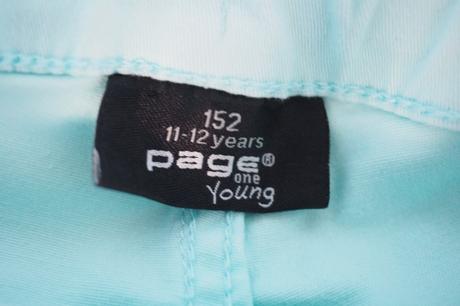 152
11-12 years
page®
one
Young